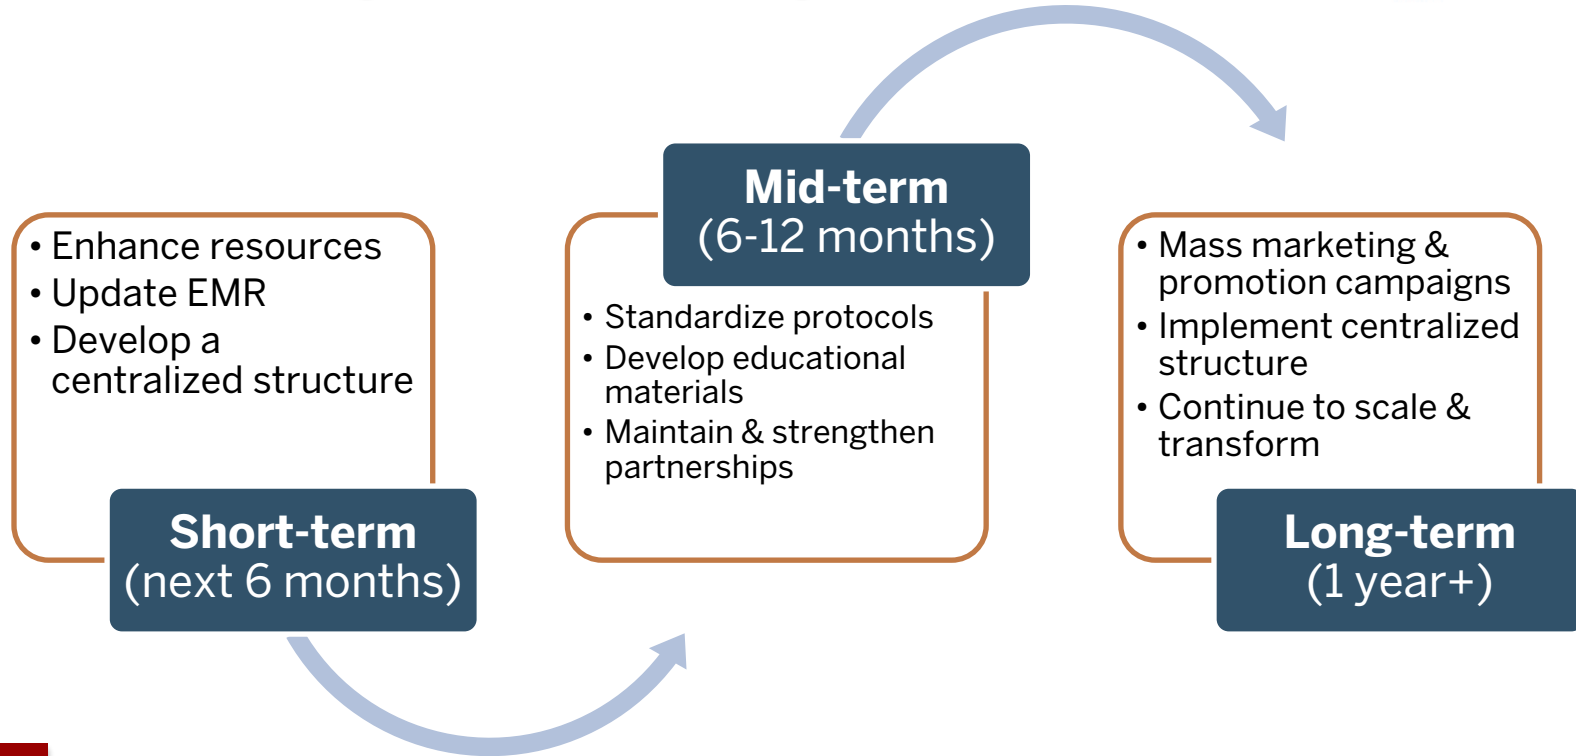 • Enhance resources
• Update EMR
• Develop a
centralized structure
Short-term
(next 6 months)
Mid-term
(6-12 months)
• Standardize protocols
• Develop educational
materials
• Maintain & strengthen
partnerships
• Mass marketing &
promotion campaigns
• Implement centralized
structure
• Continue to scale &
transform
Long-term
(1 year+)